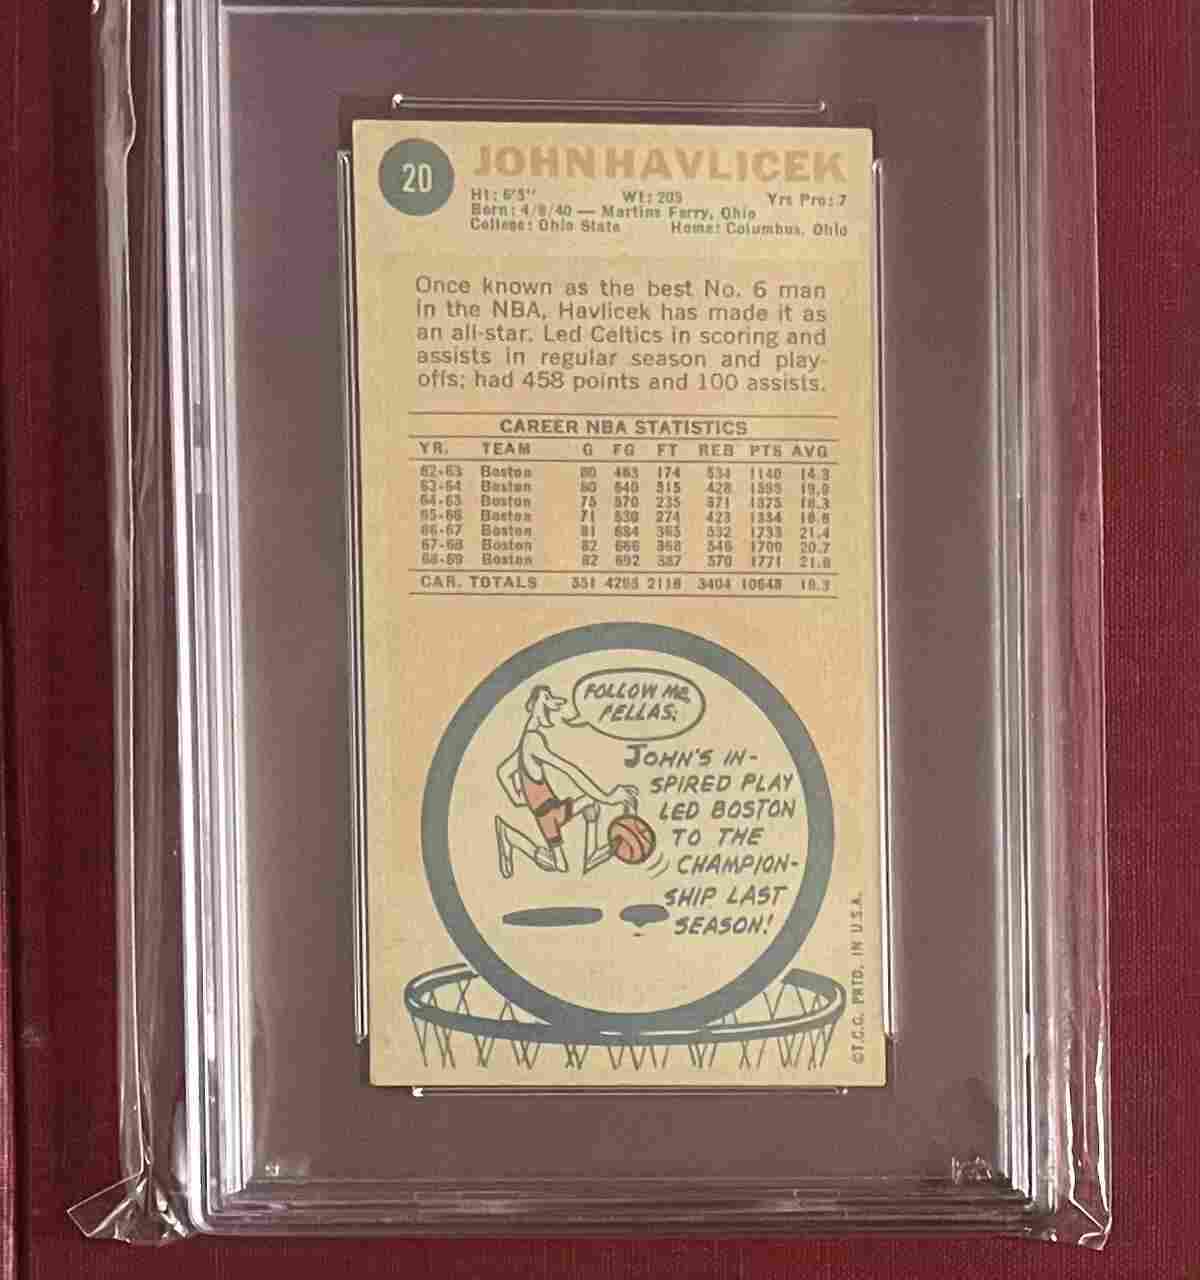 20
JOHN HAVLICEK
Ht: 6'5" Wt: 205 Yrs Pro: 7
Born: 4/8/40 — Martins Ferry, Ohio
College: Ohio State Home: Columbus, Ohio
Once known as the best No. 6 man
in the NBA, Havlicek has made it as
an all-star. Led Celtics in scoring and
assists in regular season and play-
offs; had 458 points and 100 assists.
CAREER NBA STATISTICS
YR. TEAM G FG FT REB PTS AVG
62-63 Boston 80 483 174 534 1140 14.3
63-64 Boston 80 640 315 428 1595 19.9
64-65 Boston 75 570 235 371 1375 18.3
65-66 Boston 71 530 274 423 1334 18.8
66-67 Boston 81 684 365 532 1733 21.4
67-68 Boston 82 666 368 546 1700 20.7
68-69 Boston 82 692 387 570 1771 21.6
CAR. TOTALS 551 4265 2118 3404 10648 19.3
FOLLOW ME,
FELLAS;
JOHN'S IN-
SPIRED PLAY
LED BOSTON
TO THE
CHAMPION-
SHIP LAST
SEASON!
©T.C.G. PRTD. IN U.S.A.